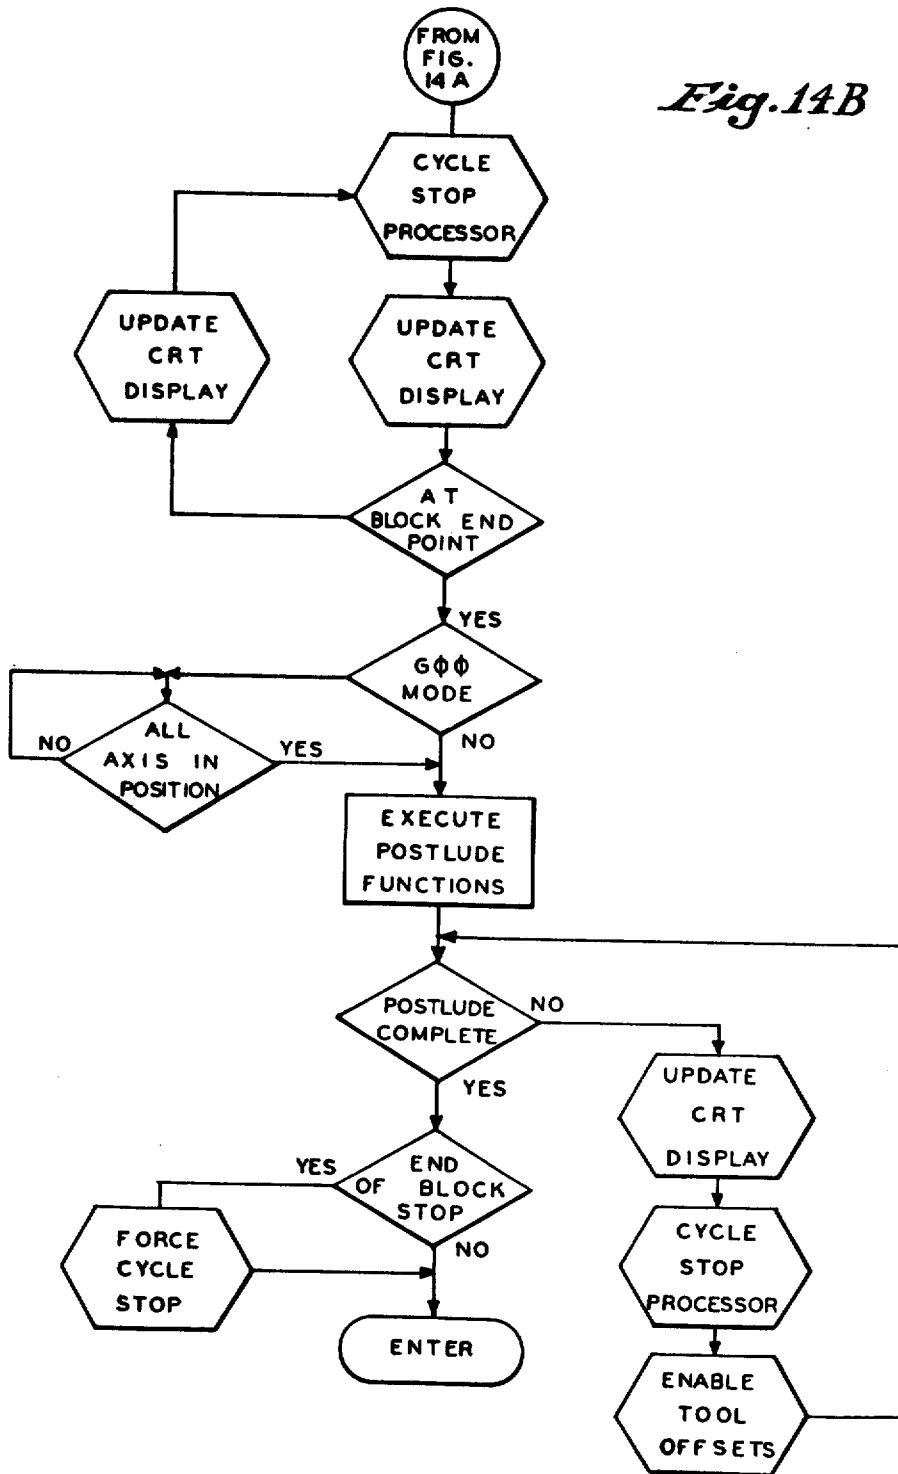 FROM
FIG.
14A
Fig. 14B
CYCLE
STOP
PROCESSOR
UPDATE
CRT
DISPLAY
UPDATE
CRT
DISPLAY
AT
BLOCK END
POINT
YES
GΦΦ
MODE
NO
ALL
AXIS IN
POSITION
NO
YES
EXECUTE
POSTLUDE
FUNCTIONS
POSTLUDE
COMPLETE
NO
YES
UPDATE
CRT
DISPLAY
END
OF BLOCK
STOP
YES
NO
FORCE
CYCLE
STOP
CYCLE
STOP
PROCESSOR
ENTER
ENABLE
TOOL
OFFSETS